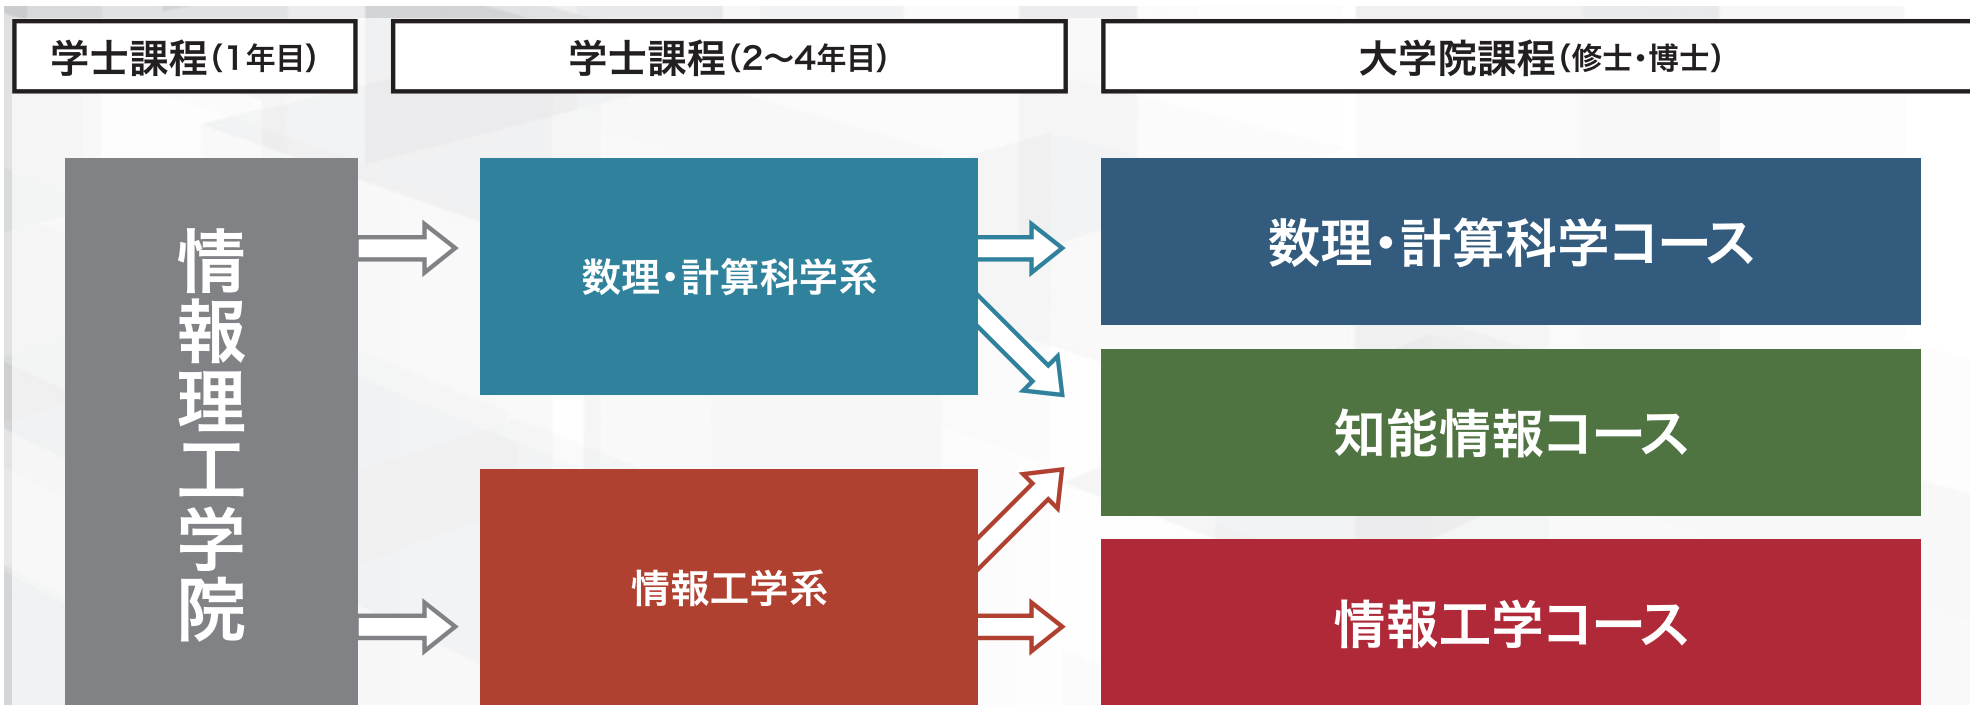 学士課程(1年目)
学士課程(2〜4年目)
大学院課程(修士・博士)
情報理工学院
数理・計算科学系
情報工学系
数理・計算科学コース
知能情報コース
情報工学コース